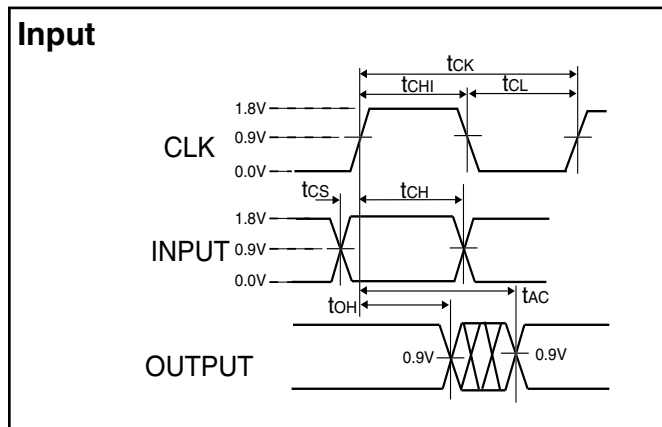 Input
tCK
tCHI
tCL
1.8V
CLK
0.9V
0.0V
tCS
tCH
1.8V
INPUT
0.9V
0.0V
tAC
tOH
OUTPUT
0.9V
0.9V